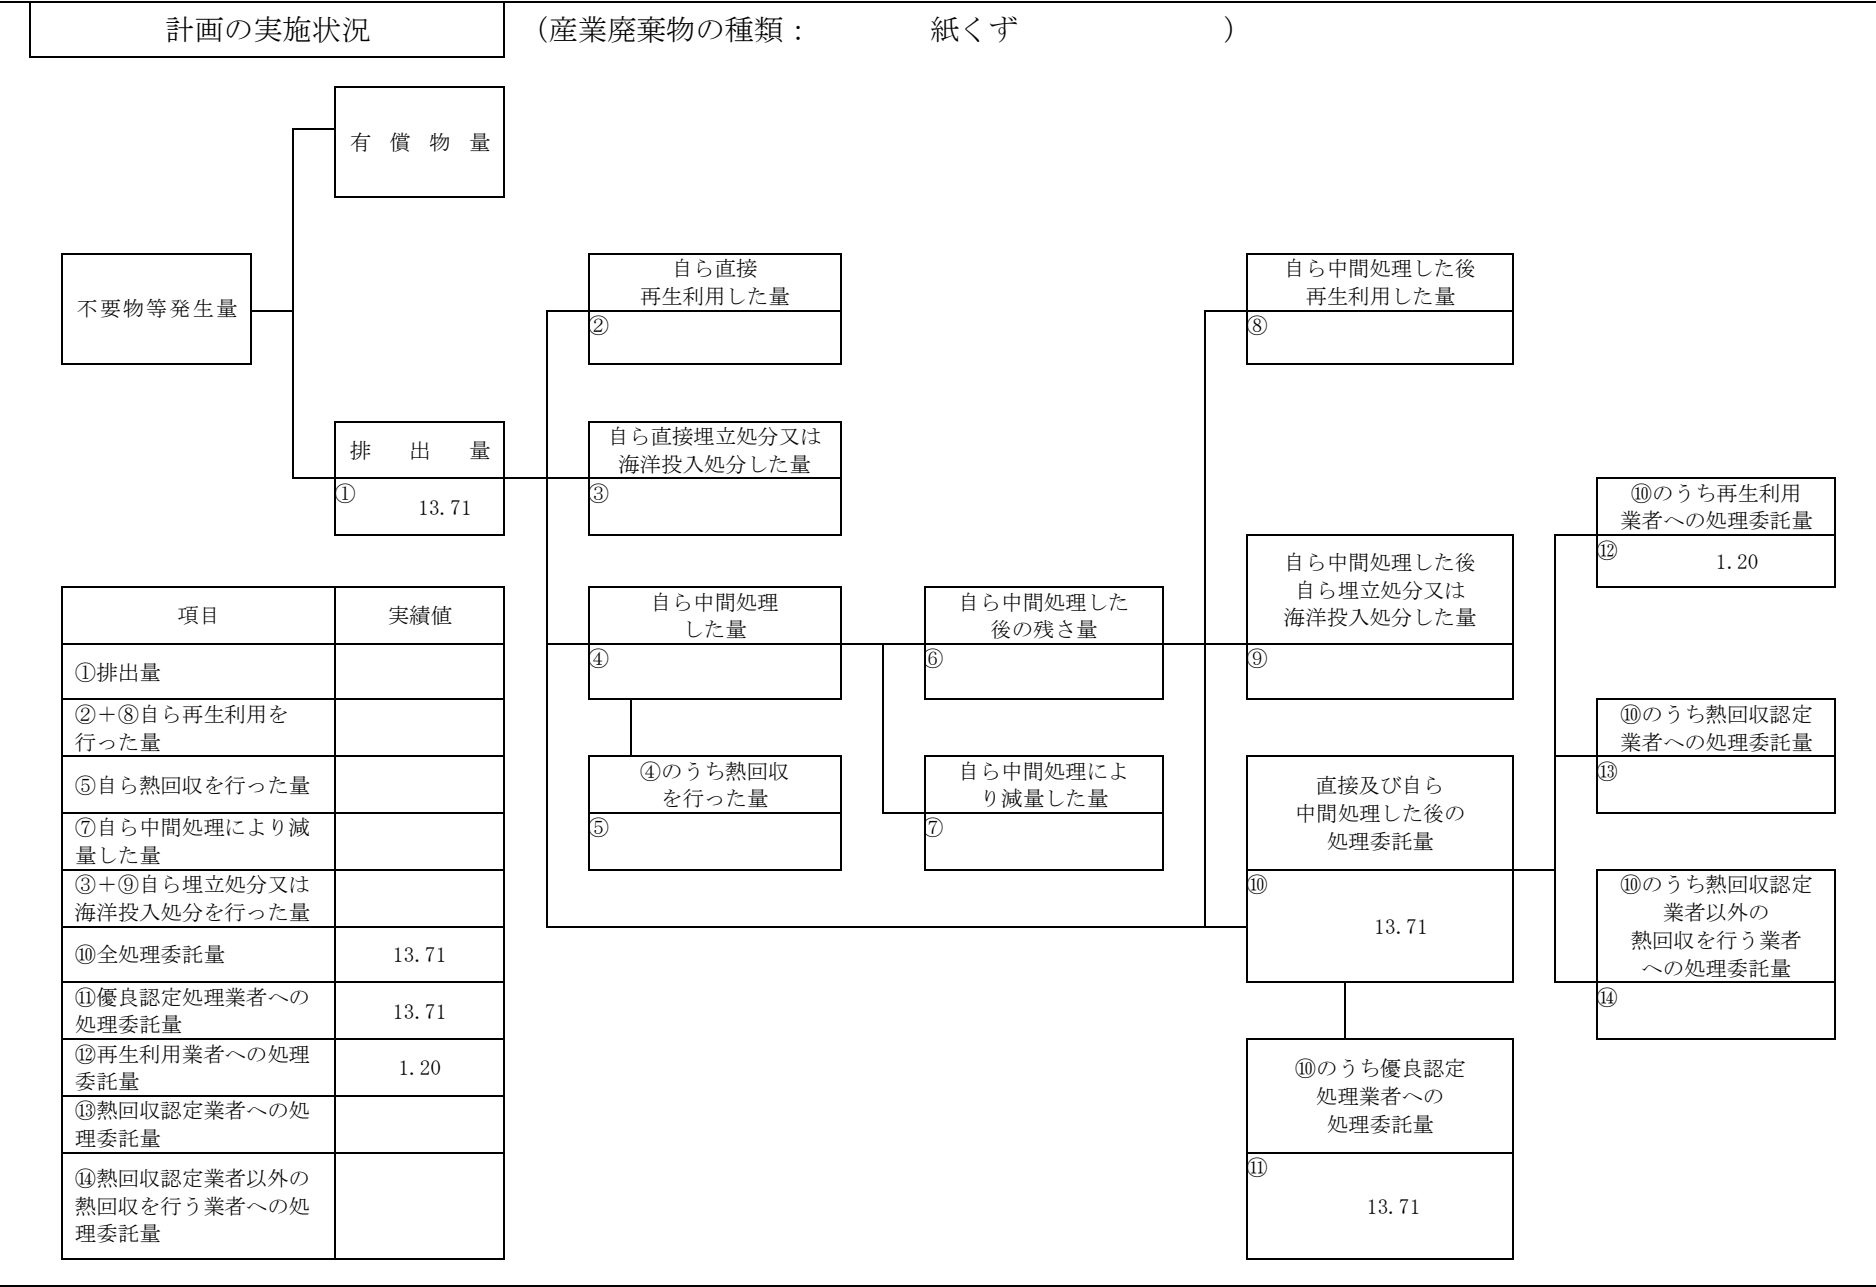 計画の実施状況
（産業廃棄物の種類： 紙くず ）
有償物量
不要物等発生量
排出量
① 13.71
自ら直接
再生利用した量
②
自ら直接埋立処分又は
海洋投入処分した量
③
自ら中間処理
した量
④
④のうち熱回収
を行った量
⑤
自ら中間処理した
後の残さ量
⑥
自ら中間処理によ
り減量した量
⑦
自ら中間処理した後
再生利用した量
⑧
自ら中間処理した後
自ら埋立処分又は
海洋投入処分した量
⑨
直接及び自ら
中間処理した後の
処理委託量
⑩
13.71
⑩のうち優良認定
処理業者への
処理委託量
⑪
13.71
⑩のうち再生利用
業者への処理委託量
⑫ 1.20
⑩のうち熱回収認定
業者への処理委託量
⑬
⑩のうち熱回収認定
業者以外の
熱回収を行う業者
への処理委託量
⑭
項目 実績値
①排出量
②＋⑧自ら再生利用を
行った量
⑤自ら熱回収を行った量
⑦自ら中間処理により減
量した量
③＋⑨自ら埋立処分又は
海洋投入処分を行った量
⑩全処理委託量 13.71
⑪優良認定処理業者への
処理委託量 13.71
⑫再生利用業者への処理
委託量 1.20
⑬熱回収認定業者への処
理委託量
⑭熱回収認定業者以外の
熱回収を行う業者への処
理委託量